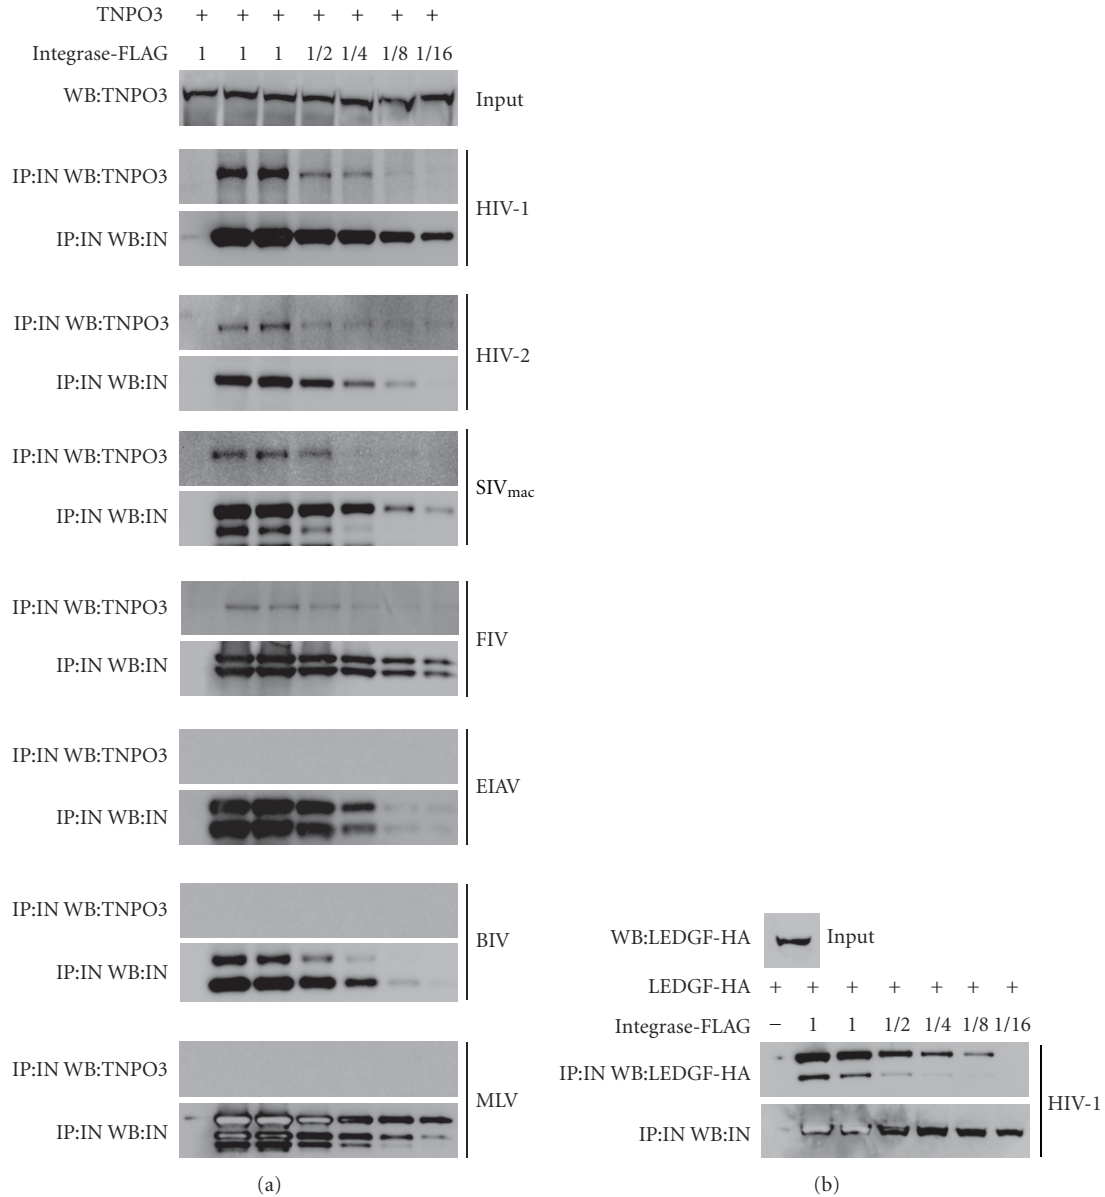 TNPO3 + + + + + + +
Integrase-FLAG 1 1 1 1/2 1/4 1/8 1/16
WB:TNPO3 Input
IP:IN WB:TNPO3
HIV-1
IP:IN WB:IN
IP:IN WB:TNPO3
HIV-2
IP:IN WB:IN
IP:IN WB:TNPO3
SIVmac
IP:IN WB:IN
IP:IN WB:TNPO3
FIV
IP:IN WB:IN
IP:IN WB:TNPO3
EIAV
IP:IN WB:IN
IP:IN WB:TNPO3
BIV
IP:IN WB:IN
IP:IN WB:TNPO3
MLV
IP:IN WB:IN
(a)
WB:LEDGF-HA Input
LEDGF-HA + + + + + + +
Integrase-FLAG − 1 1 1/2 1/4 1/8 1/16
IP:IN WB:LEDGF-HA
HIV-1
IP:IN WB:IN
(b)